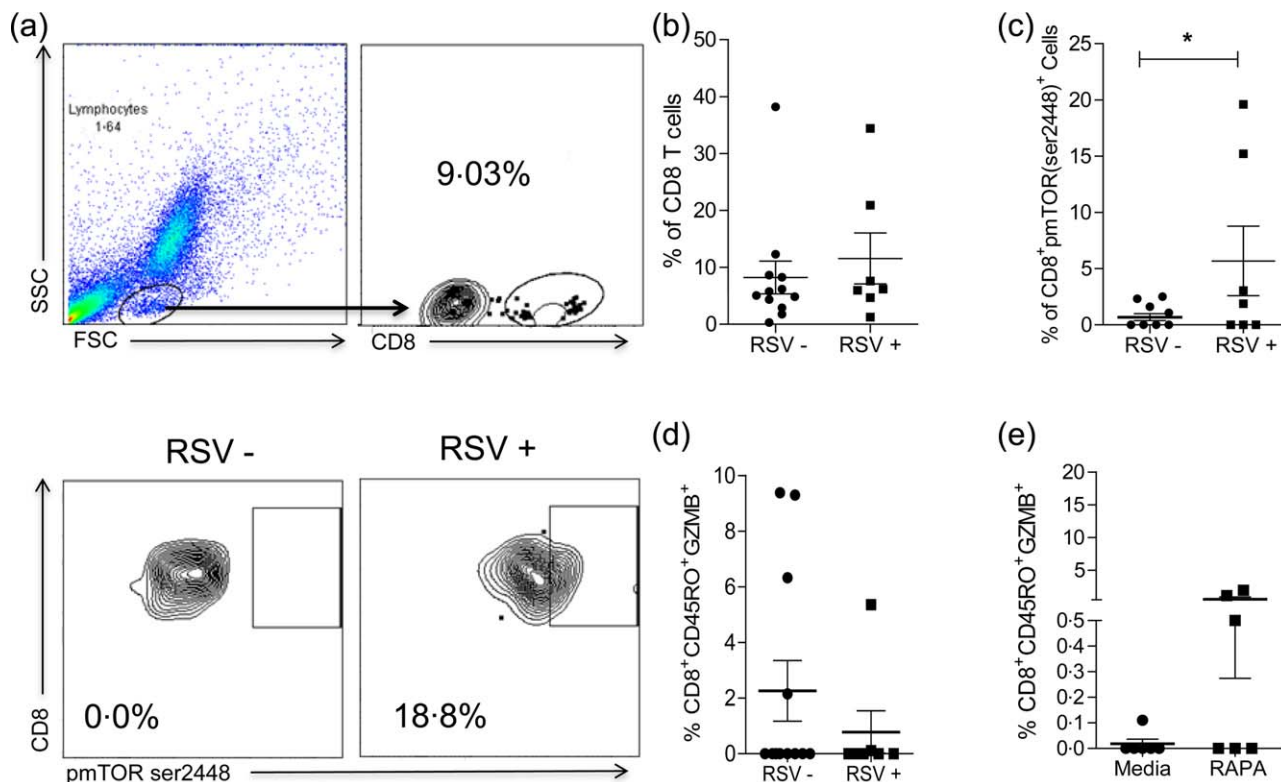 (a)
Lymphocytes
1·64
SSC
FSC
9·03%
CD8
(b)
% of CD8 T cells
50
40
30
20
10
0
RSV -
RSV +
(c)
% of CD8⁺pmTOR(ser2448)⁺ Cells
25
20
15
10
5
0
*
RSV -
RSV +
RSV -
RSV +
CD8
0·0%
18·8%
pmTOR ser2448
(d)
% CD8⁺CD45RO⁺GZMB⁺
10
8
6
4
2
0
RSV -
RSV +
(e)
% CD8⁺CD45RO⁺GZMB⁺
20
15
10
5
0·5
0·4
0·3
0·2
0·1
0·0
Media
RAPA